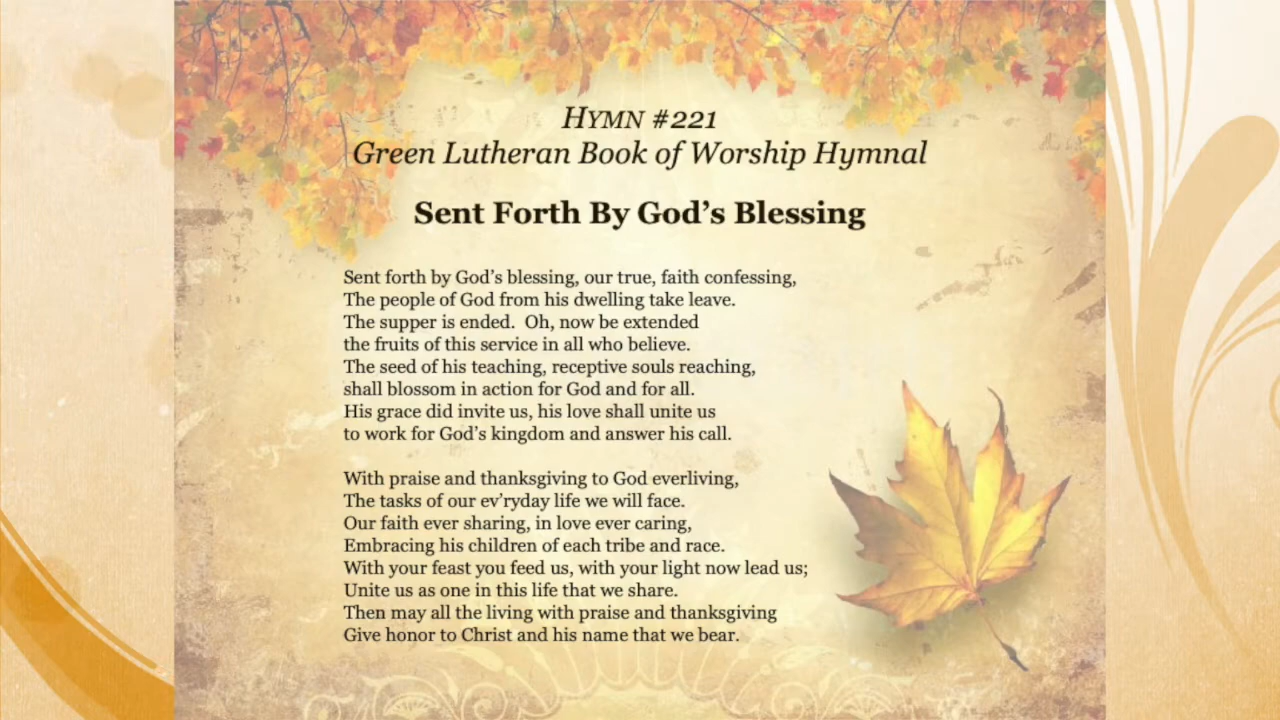 HYMN #221
Green Lutheran Book of Worship Hymnal
Sent Forth By God’s Blessing
Sent forth by God’s blessing, our true, faith confessing,
The people of God from his dwelling take leave.
The supper is ended.  Oh, now be extended
the fruits of this service in all who believe.
The seed of his teaching, receptive souls reaching,
shall blossom in action for God and for all.
His grace did invite us, his love shall unite us
to work for God’s kingdom and answer his call.
With praise and thanksgiving to God everliving,
The tasks of our ev’ryday life we will face.
Our faith ever sharing, in love ever caring,
Embracing his children of each tribe and race.
With your feast you feed us, with your light now lead us;
Unite us as one in this life that we share.
Then may all the living with praise and thanksgiving
Give honor to Christ and his name that we bear.